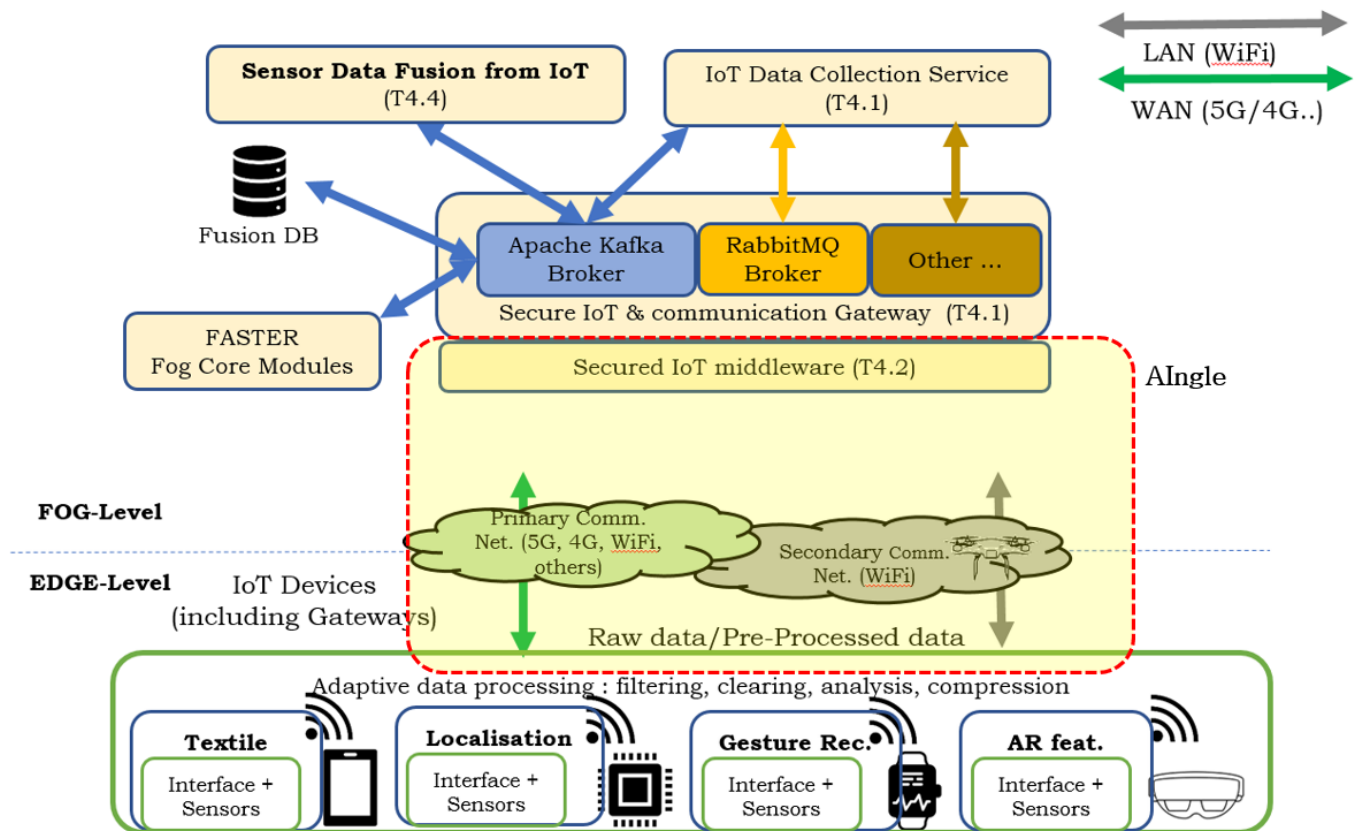 LAN (WiFi)
WAN (5G/4G..)
Sensor Data Fusion from IoT
(T4.4)
IoT Data Collection Service
(T4.1)
Fusion DB
Apache Kafka
Broker
RabbitMQ
Broker
Other ...
Secure IoT & communication Gateway (T4.1)
FASTER
Fog Core Modules
Secured IoT middleware (T4.2)
AIngle
FOG-Level
Primary Comm.
Net. (5G, 4G, WiFi,
others)
Secondary Comm.
Net. (WiFi)
EDGE-Level
IoT Devices
(including Gateways)
Raw data/Pre-Processed data
Adaptive data processing : filtering, clearing, analysis, compression
Textile
Interface +
Sensors
Localisation
Interface +
Sensors
Gesture Rec.
Interface +
Sensors
AR feat.
Interface +
Sensors